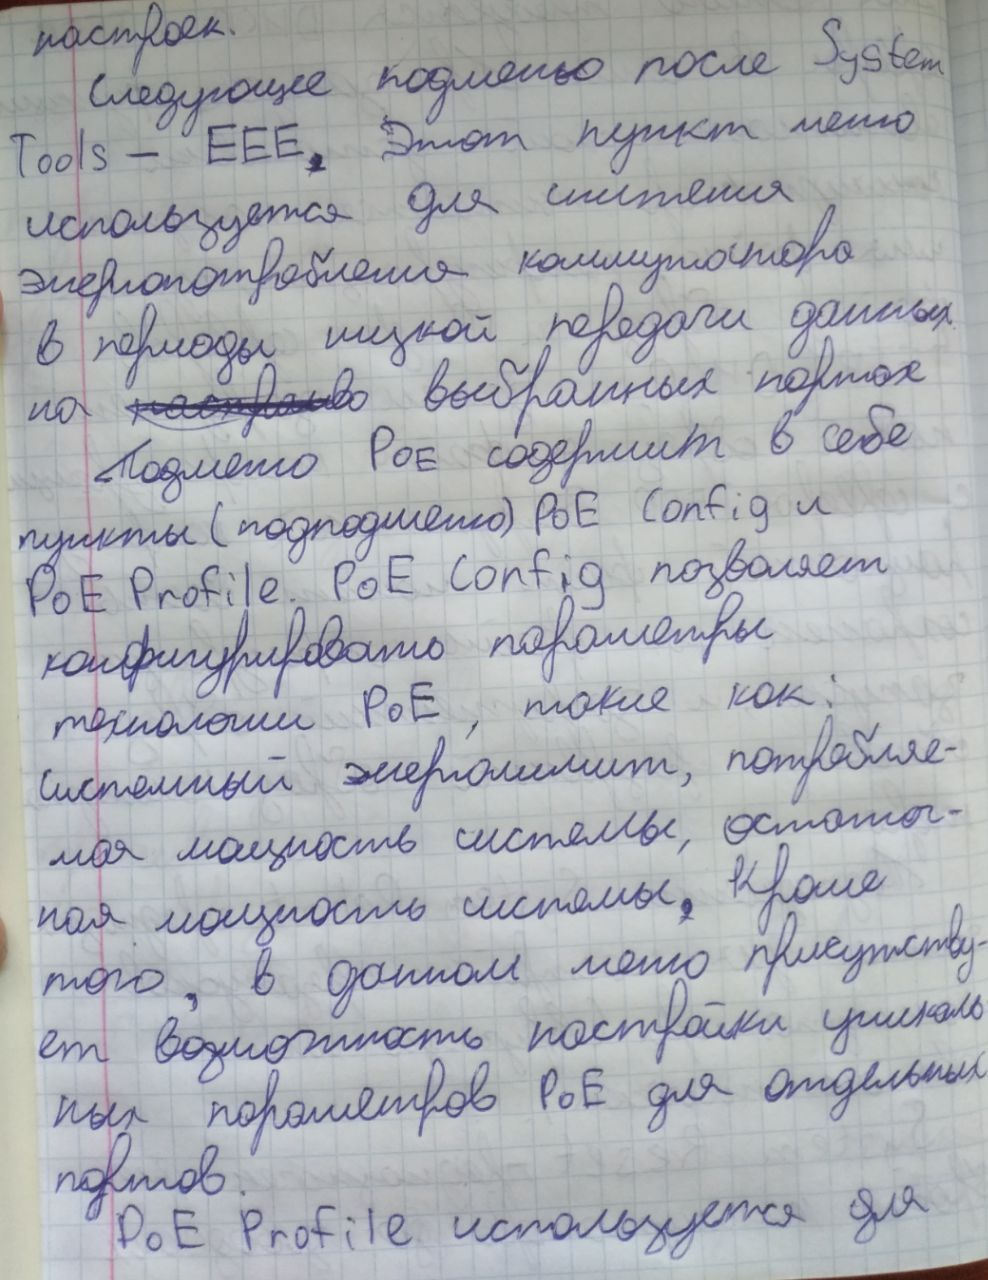 настроек.
Следующее подменю после System
Tools – EEE. Этот пункт меню
используется для снижения
энергопотребления коммутатора
в периоды низкой передачи данных
на выбранных портах
Подменю PoE содержит в себе
пункты (подподменю) PoE Config и
PoE Profile. PoE Config позволяет
конфигурировать параметры
технологии PoE, такие как:
системный энерголимит, потребляе-
мая мощность системы, остаточ-
ная мощность системы. Кроме
того, в данном меню присутству-
ет возможность настройки уникаль
ных параметров PoE для отдельных
портов.
PoE Profile используется для